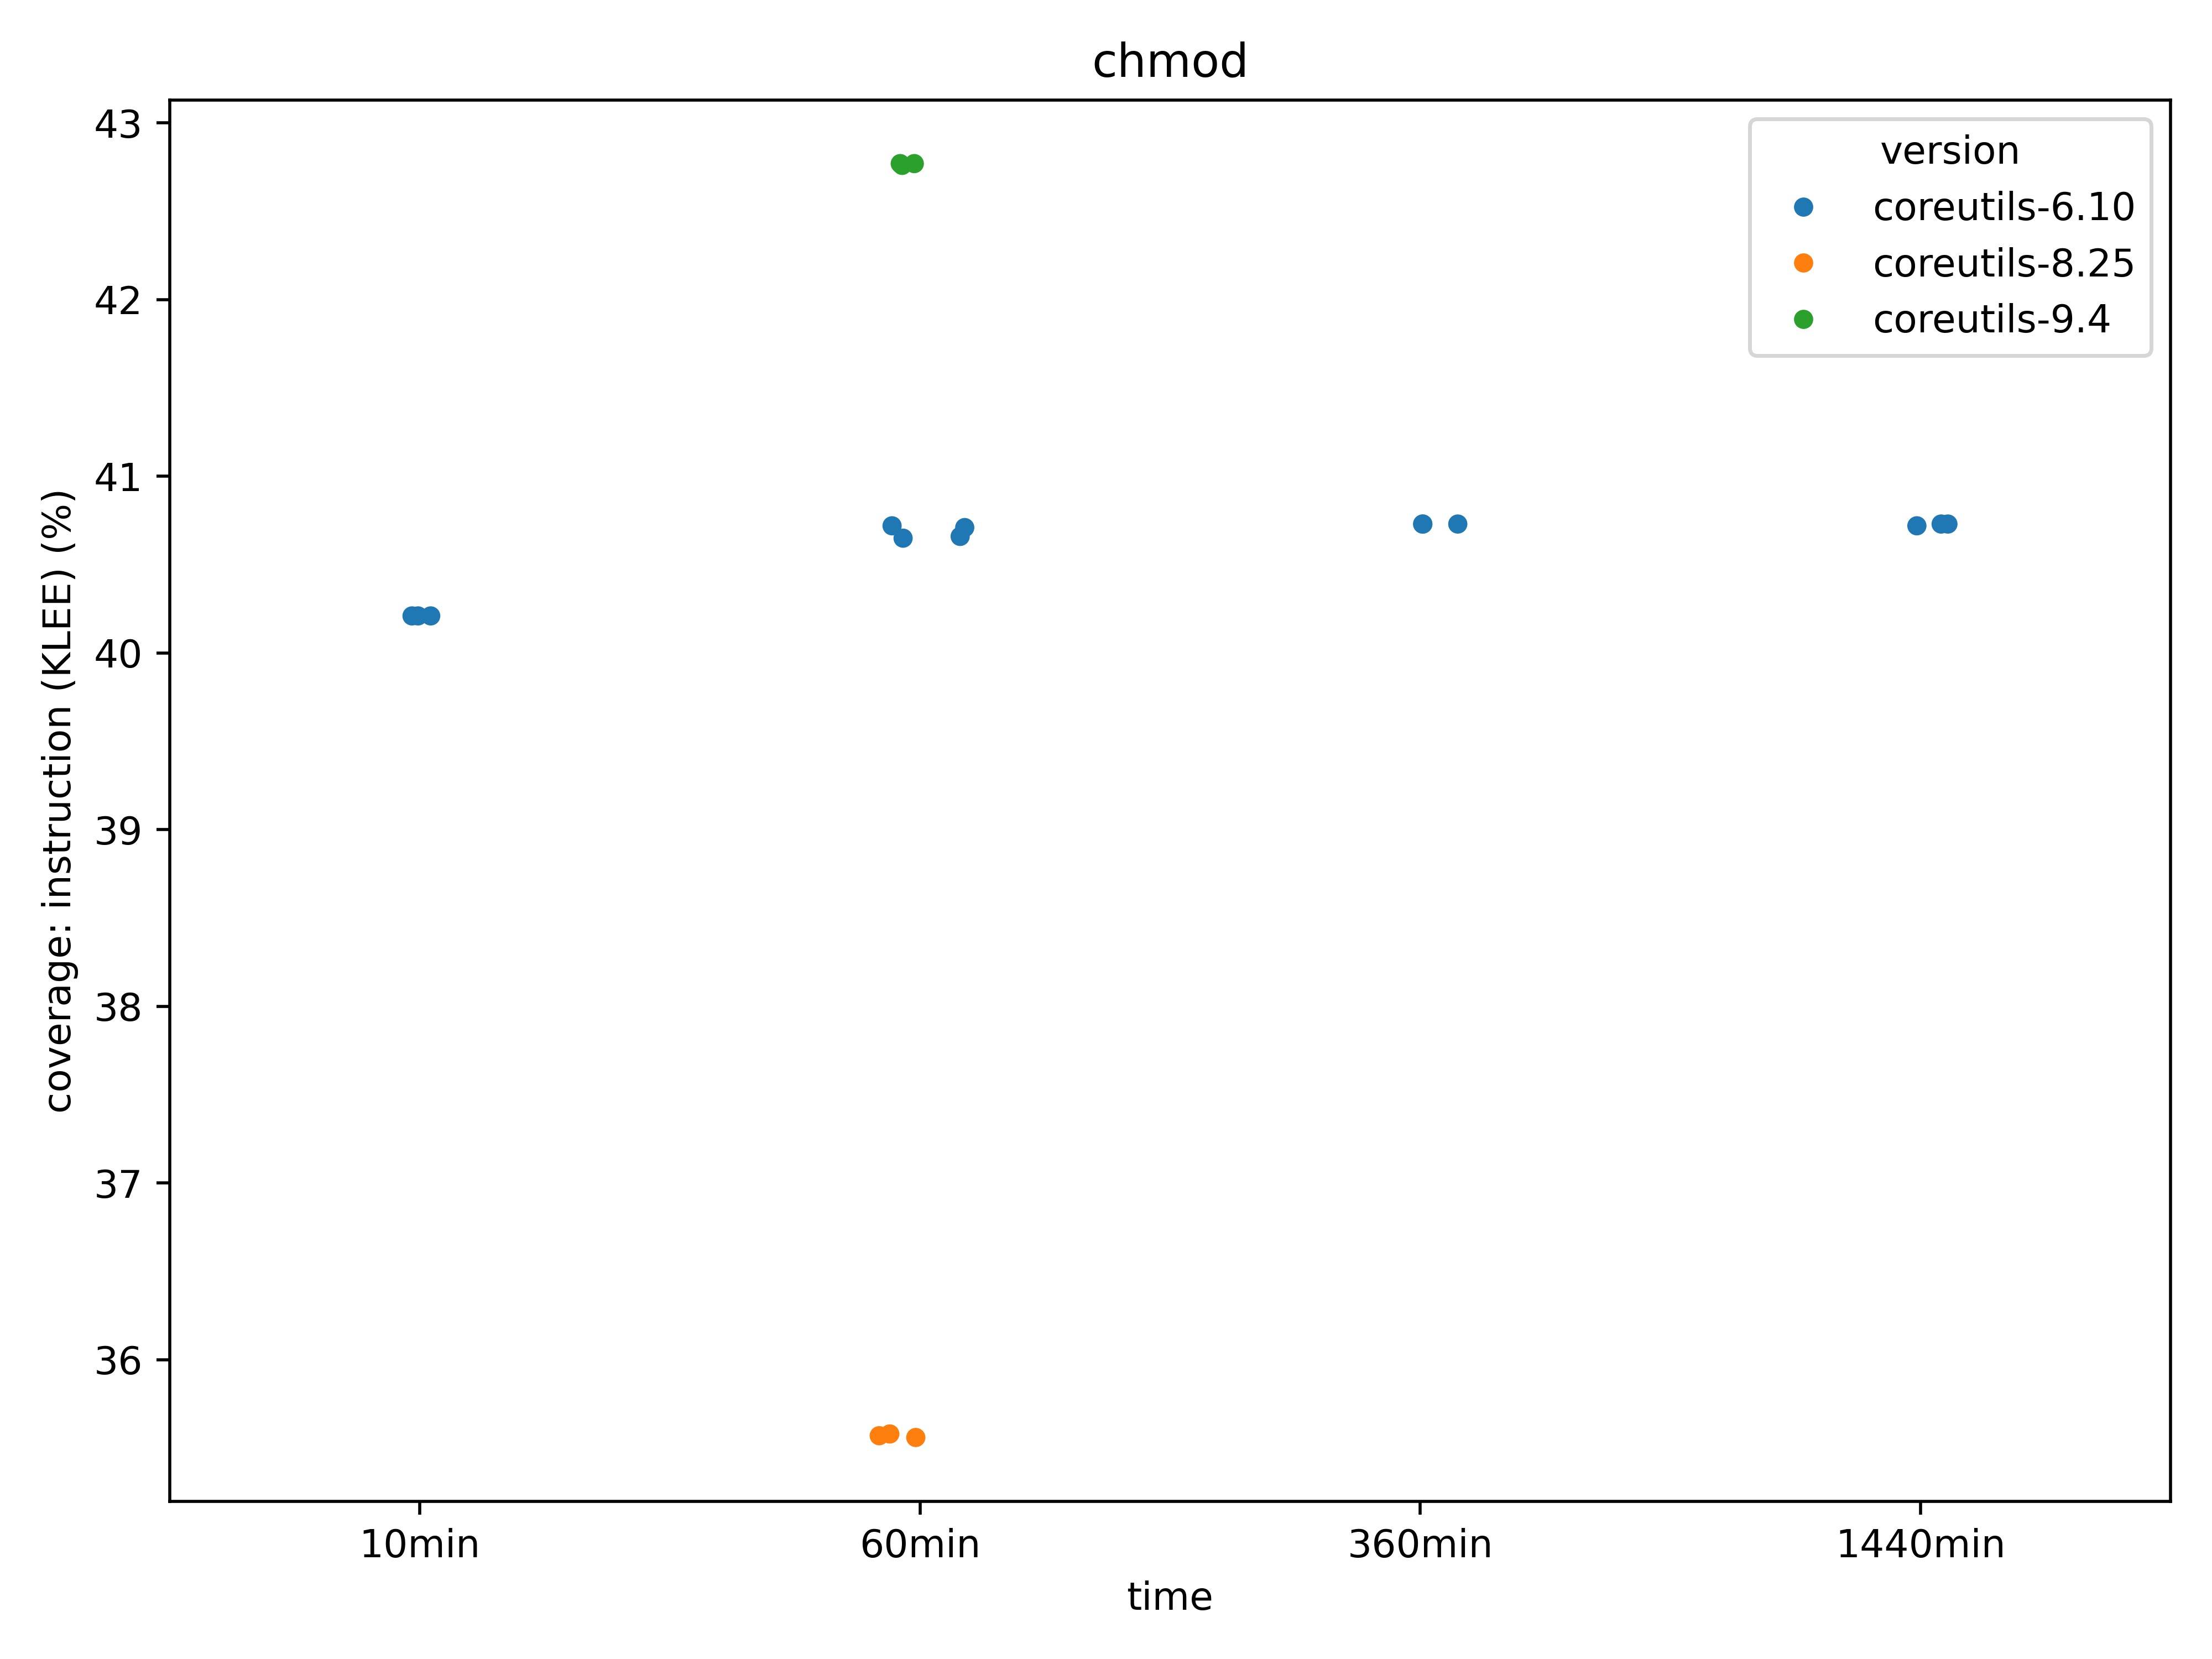 chmod
version
coreutils-6.10
coreutils-8.25
coreutils-9.4
coverage: instruction (KLEE) (%)
43
42
41
40
39
38
37
36
10min 60min 360min 1440min
time